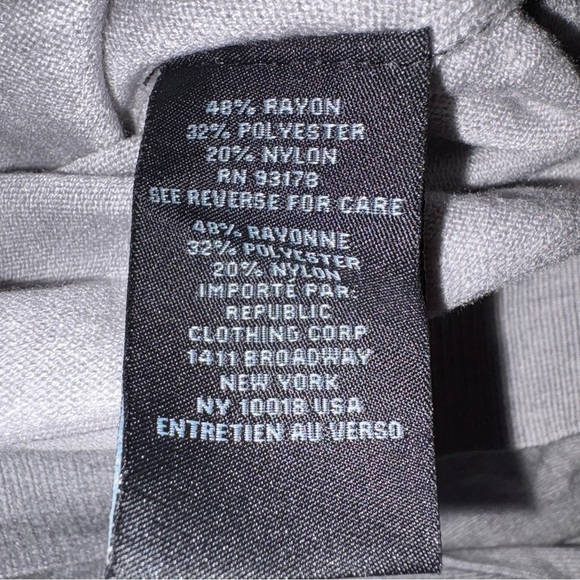 48% RAYON
32% POLYESTER
20% NYLON
RN 93178
SEE REVERSE FOR CARE
48% RAYONNE
32% POLYESTER
20% NYLON
IMPORTÉ PAR:
REPUBLIC
CLOTHING CORP
1411 BROADWAY
NEW YORK
NY 10018 USA
ENTRETIEN AU VERSO